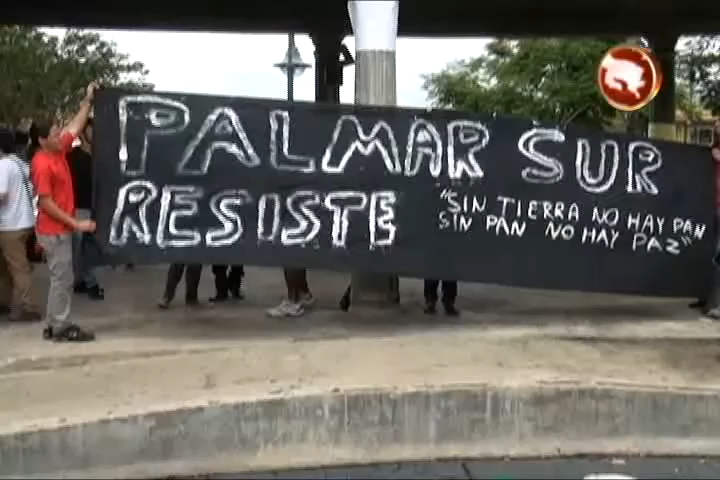 PALMAR SUR
RESISTE
"SIN TIERRA NO HAY PAN
SIN PAN NO HAY PAZ"